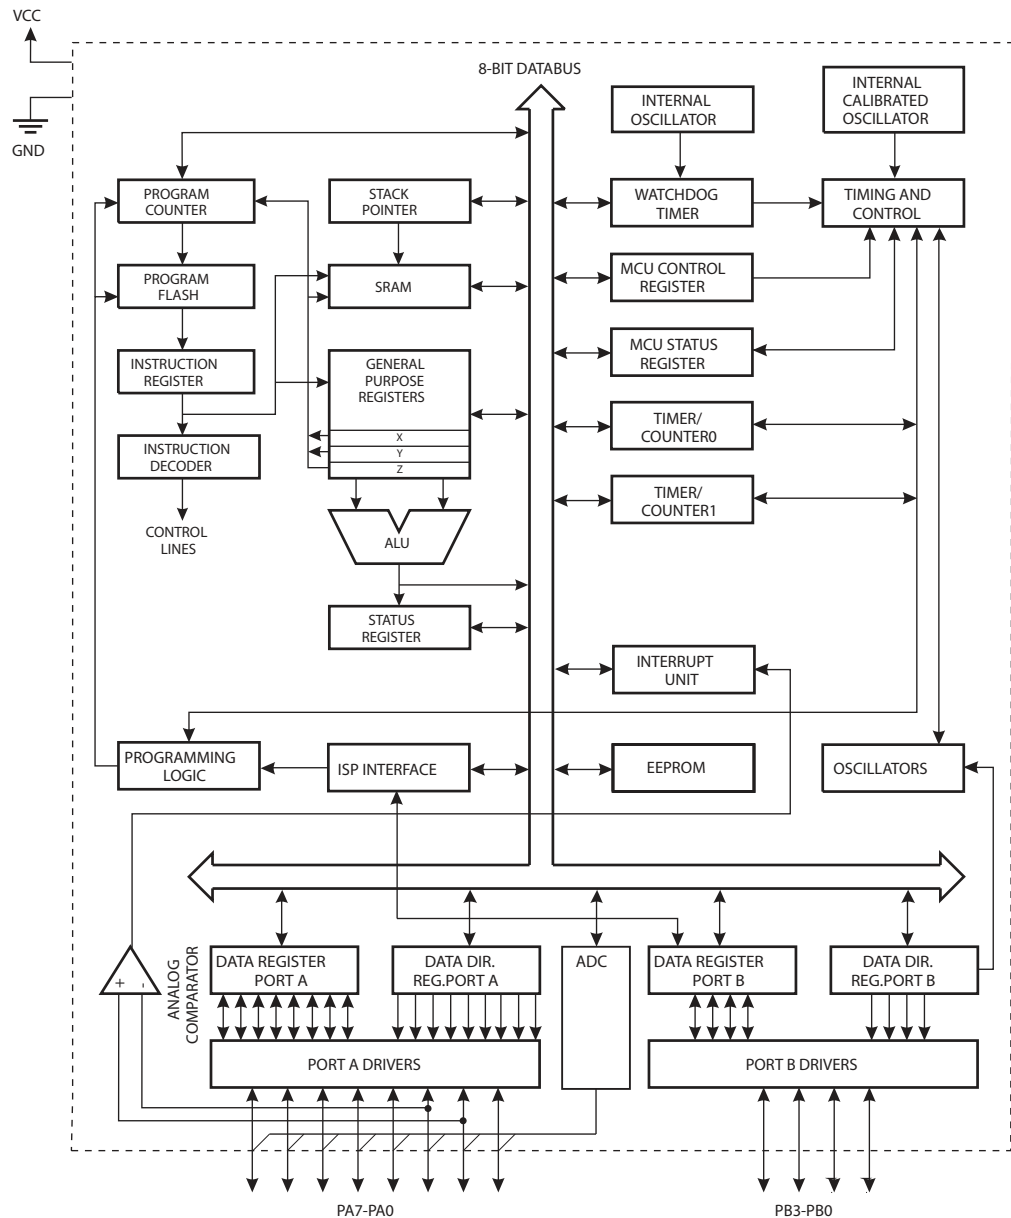 VCC
GND
8-BIT DATABUS
INTERNAL
OSCILLATOR
INTERNAL
CALIBRATED
OSCILLATOR
PROGRAM
COUNTER
STACK
POINTER
WATCHDOG
TIMER
TIMING AND
CONTROL
PROGRAM
FLASH
SRAM
MCU CONTROL
REGISTER
INSTRUCTION
REGISTER
GENERAL
PURPOSE
REGISTERS
X
Y
Z
MCU STATUS
REGISTER
INSTRUCTION
DECODER
TIMER/
COUNTER0
CONTROL
LINES
ALU
TIMER/
COUNTER1
STATUS
REGISTER
INTERRUPT
UNIT
PROGRAMMING
LOGIC
ISP INTERFACE
EEPROM
OSCILLATORS
ANALOG
COMPARATOR
+
-
DATA REGISTER
PORT A
DATA DIR.
REG.PORT A
ADC
DATA REGISTER
PORT B
DATA DIR.
REG.PORT B
PORT A DRIVERS
PORT B DRIVERS
PA7-PA0
PB3-PB0